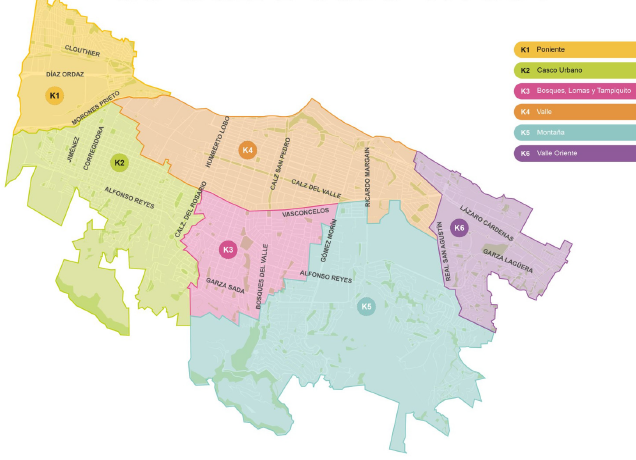 CLOUTHIER
DÍAZ ORDAZ
K1
MORONES PRIETO
JIMÉNEZ
CORREGIDORA
K2
ALFONSO REYES
CALZ. DEL ROSARIO
HUMBERTO LOBO
K4
CALZ SAN PEDRO
CALZ DEL VALLE
RICARDO MARGAIN
VASCONCELOS
K3
GARZA SADA
BOSQUES DEL VALLE
GÓMEZ MORÍN
ALFONSO REYES
K5
LÁZARO CÁRDENAS
K6
REAL SAN AGUSTÍN
GARZA LAGÜERA
K1 Poniente
K2 Casco Urbano
K3 Bosques, Lomas y Tampiquito
K4 Valle
K5 Montaña
K6 Valle Oriente